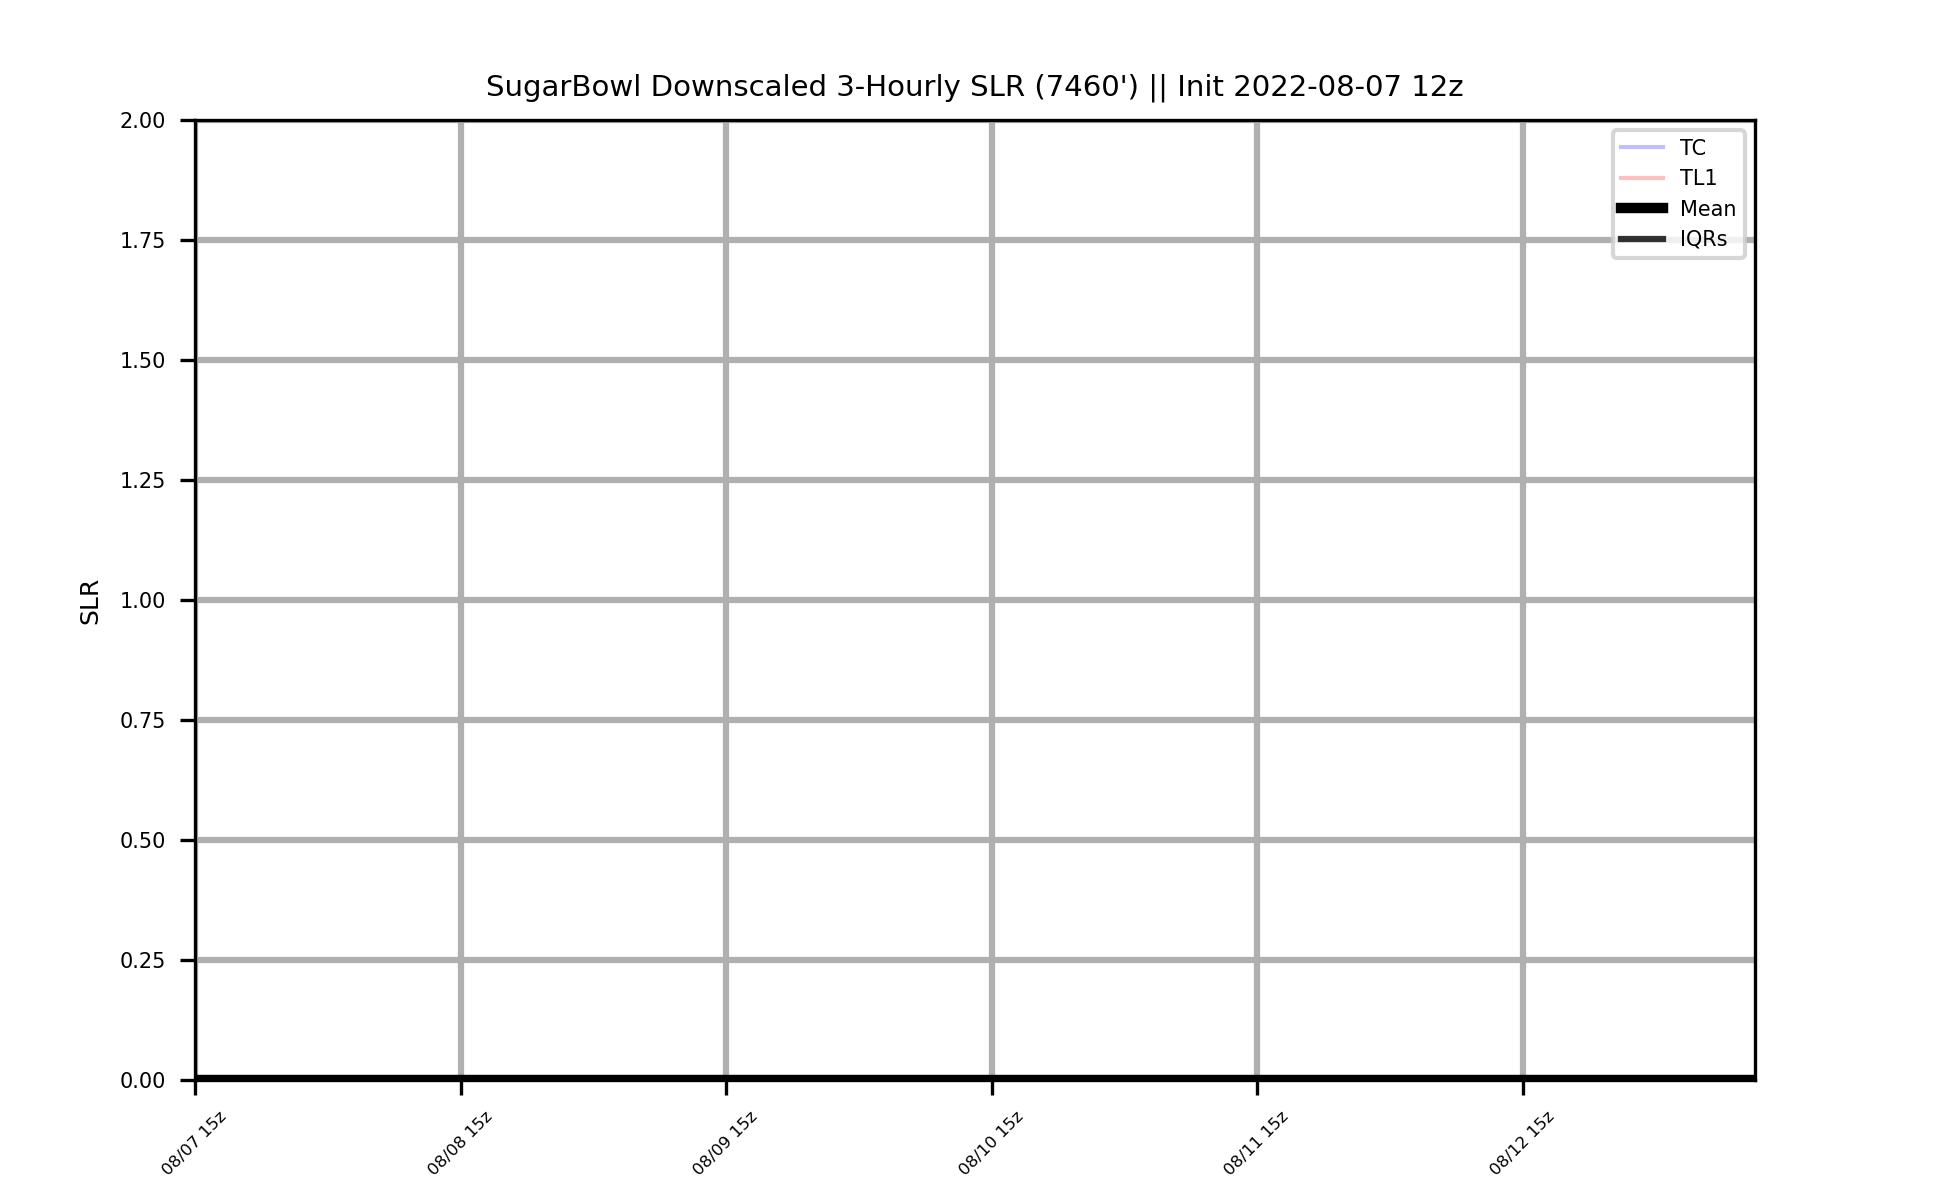 SugarBowl Downscaled 3-Hourly SLR (7460') || Init 2022-08-07 12z
2.00
1.75
1.50
1.25
1.00
0.75
0.50
0.25
0.00
SLR
TC
TL1
Mean
IQRs
08/07 15z
08/08 15z
08/09 15z
08/10 15z
08/11 15z
08/12 15z